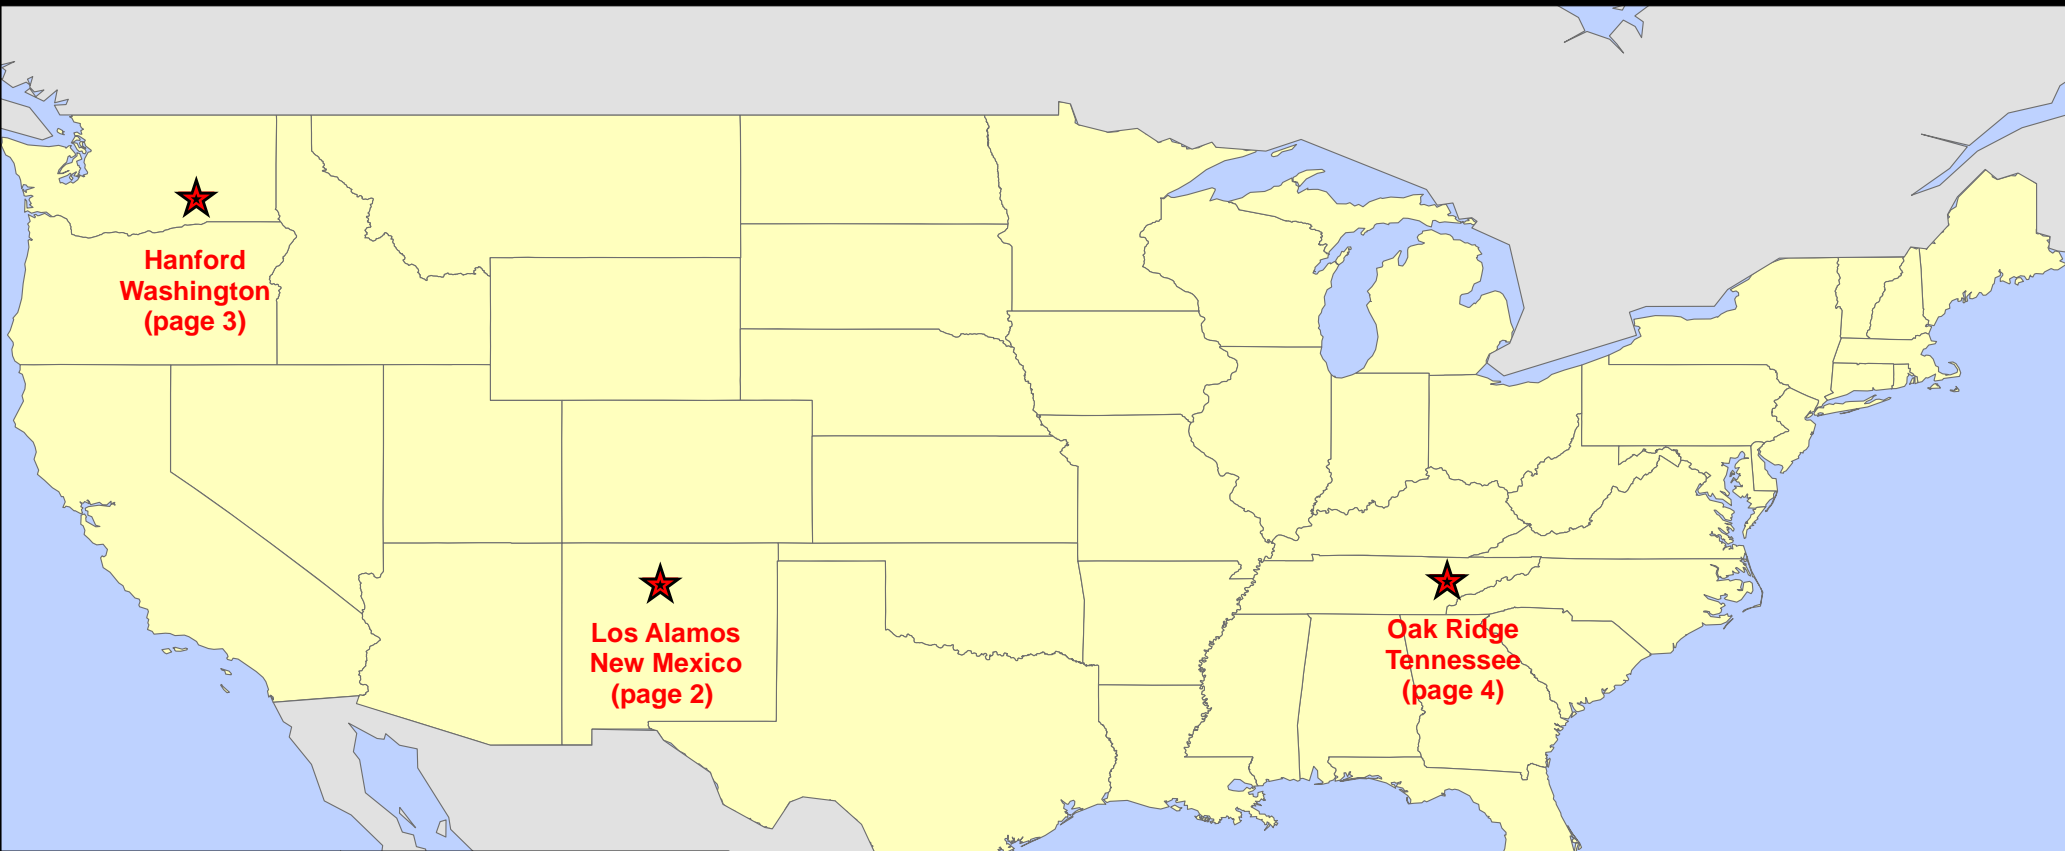 Hanford
Washington
(page 3)
Los Alamos
New Mexico
(page 2)
Oak Ridge
Tennessee
(page 4)